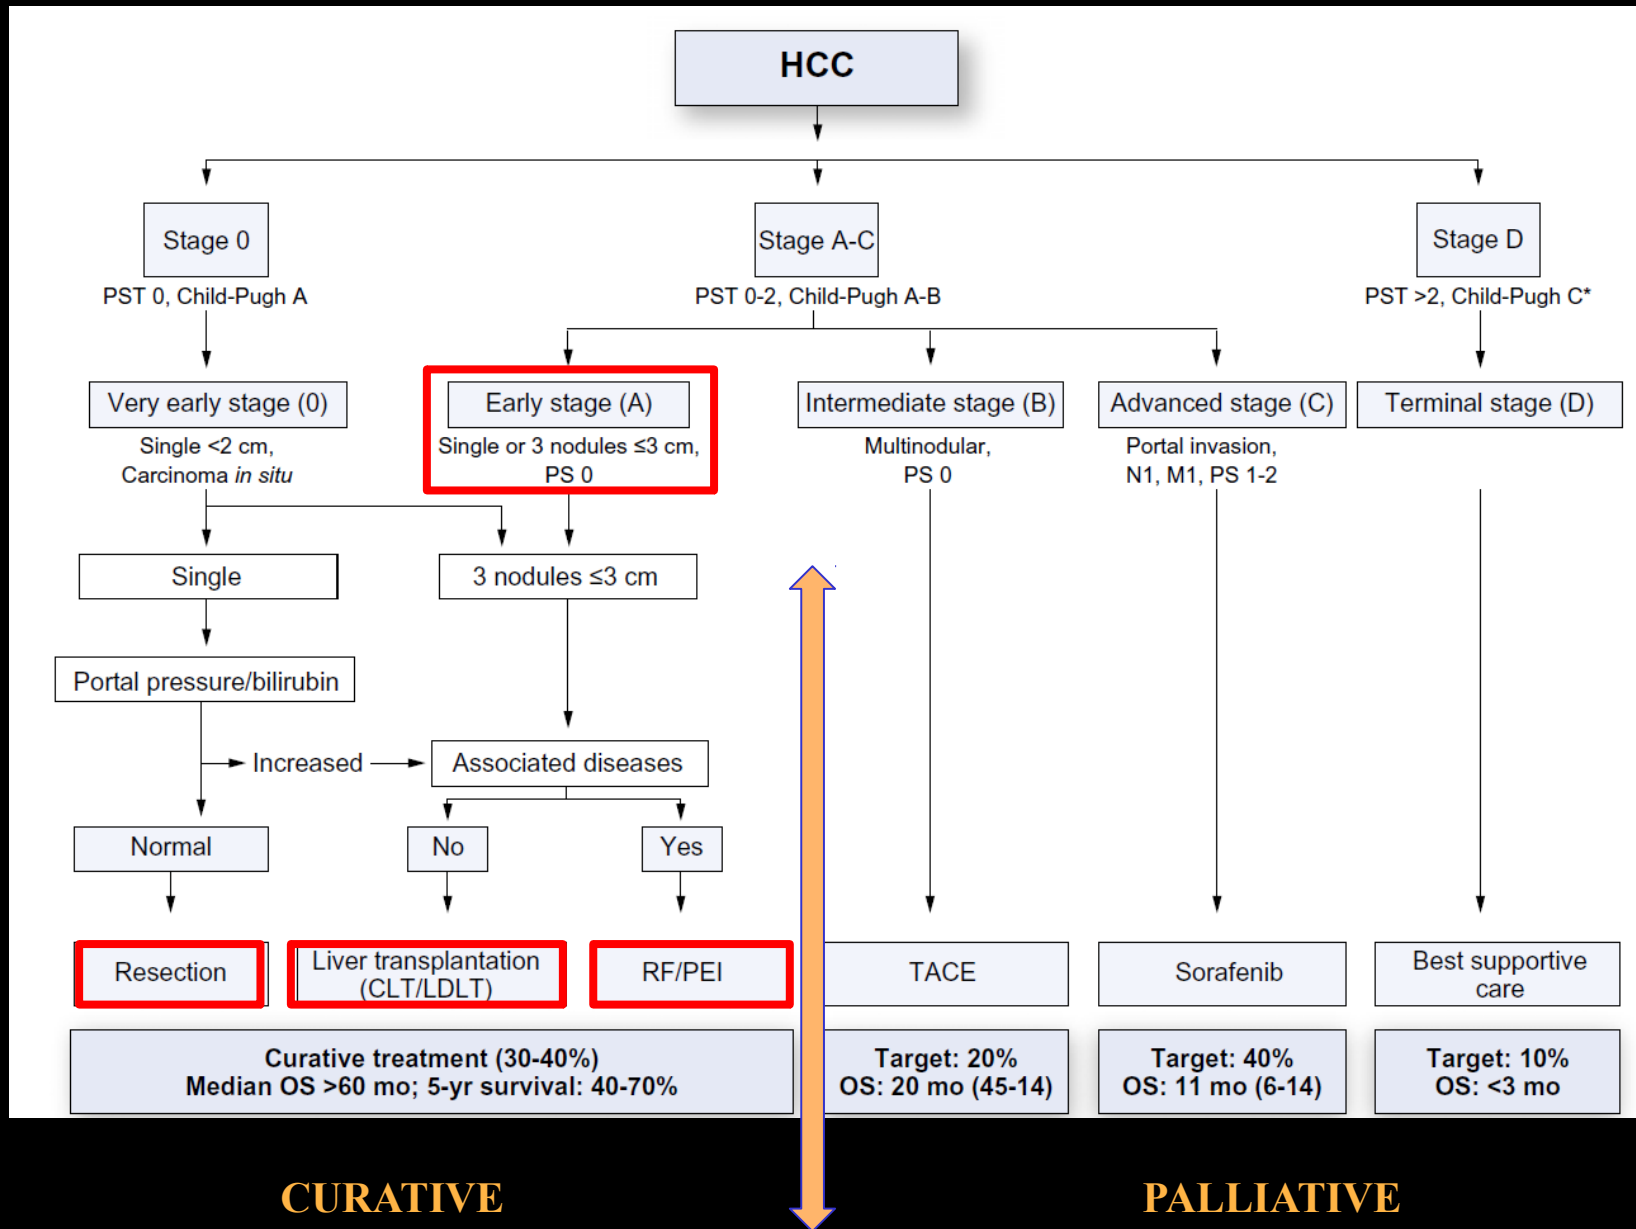 HCC
Stage 0
PST 0, Child-Pugh A
Stage A-C
PST 0-2, Child-Pugh A-B
Stage D
PST >2, Child-Pugh C*
Very early stage (0)
Single <2 cm,
Carcinoma in situ
Early stage (A)
Single or 3 nodules ≤3 cm,
PS 0
Intermediate stage (B)
Multinodular,
PS 0
Advanced stage (C)
Portal invasion,
N1, M1, PS 1-2
Terminal stage (D)
Single
3 nodules ≤3 cm
Portal pressure/bilirubin
Increased
Associated diseases
Normal
No
Yes
Resection
Liver transplantation
(CLT/LDLT)
RF/PEI
TACE
Sorafenib
Best supportive
care
Curative treatment (30-40%)
Median OS >60 mo; 5-yr survival: 40-70%
Target: 20%
OS: 20 mo (45-14)
Target: 40%
OS: 11 mo (6-14)
Target: 10%
OS: <3 mo
CURATIVE
PALLIATIVE